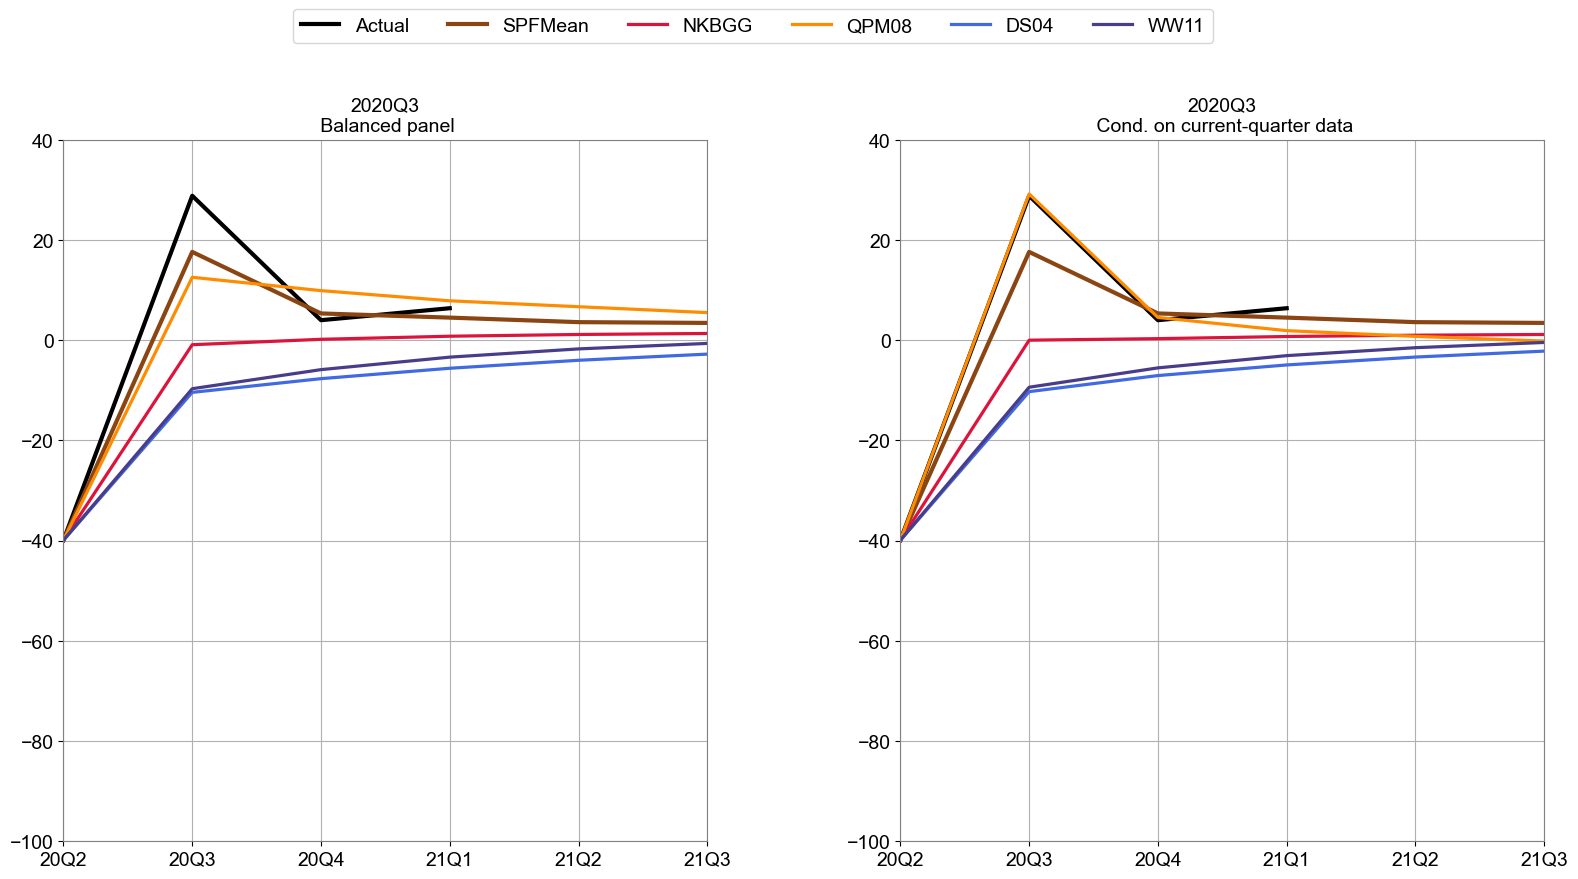 Actual SPFMean NKBGG QPM08 DS04 WW11
2020Q3
Balanced panel
40
20
0
−20
−40
−60
−80
−100
20Q2 20Q3 20Q4 21Q1 21Q2 21Q3
2020Q3
Cond. on current-quarter data
40
20
0
−20
−40
−60
−80
−100
20Q2 20Q3 20Q4 21Q1 21Q2 21Q3